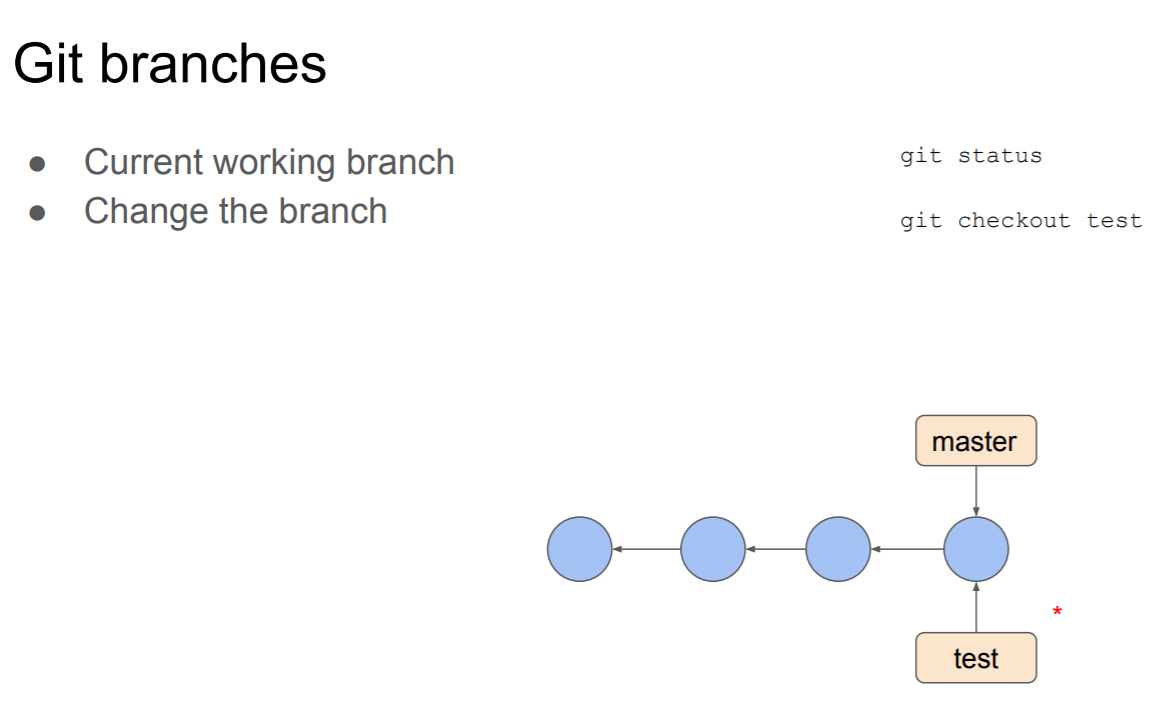 Git branches
● Current working branch
● Change the branch
git status
git checkout test
master
*
test